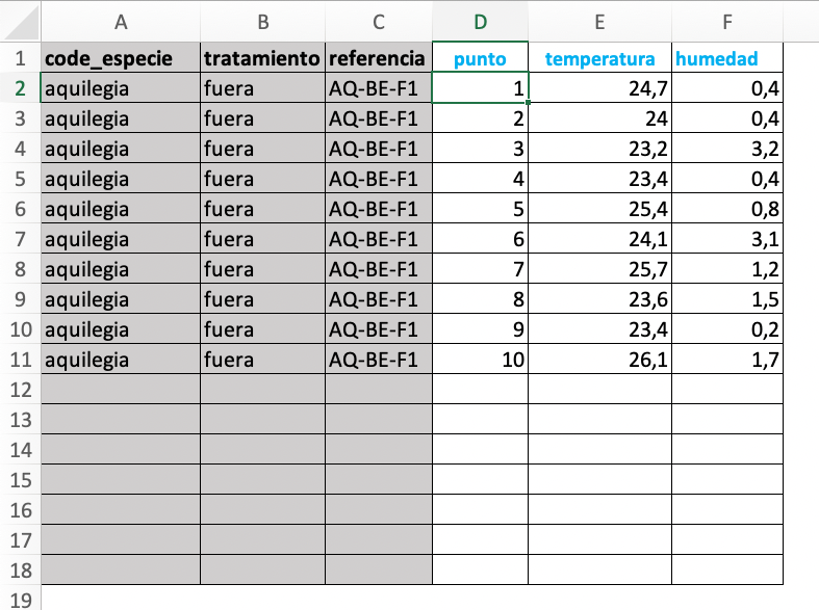 A B C D E F
1 code_especie tratamiento referencia punto temperatura humedad
2 aquilegia fuera AQ-BE-F1 1 24,7 0,4
3 aquilegia fuera AQ-BE-F1 2 24 0,4
4 aquilegia fuera AQ-BE-F1 3 23,2 3,2
5 aquilegia fuera AQ-BE-F1 4 23,4 0,4
6 aquilegia fuera AQ-BE-F1 5 25,4 0,8
7 aquilegia fuera AQ-BE-F1 6 24,1 3,1
8 aquilegia fuera AQ-BE-F1 7 25,7 1,2
9 aquilegia fuera AQ-BE-F1 8 23,6 1,5
10 aquilegia fuera AQ-BE-F1 9 23,4 0,2
11 aquilegia fuera AQ-BE-F1 10 26,1 1,7
12
13
14
15
16
17
18
19